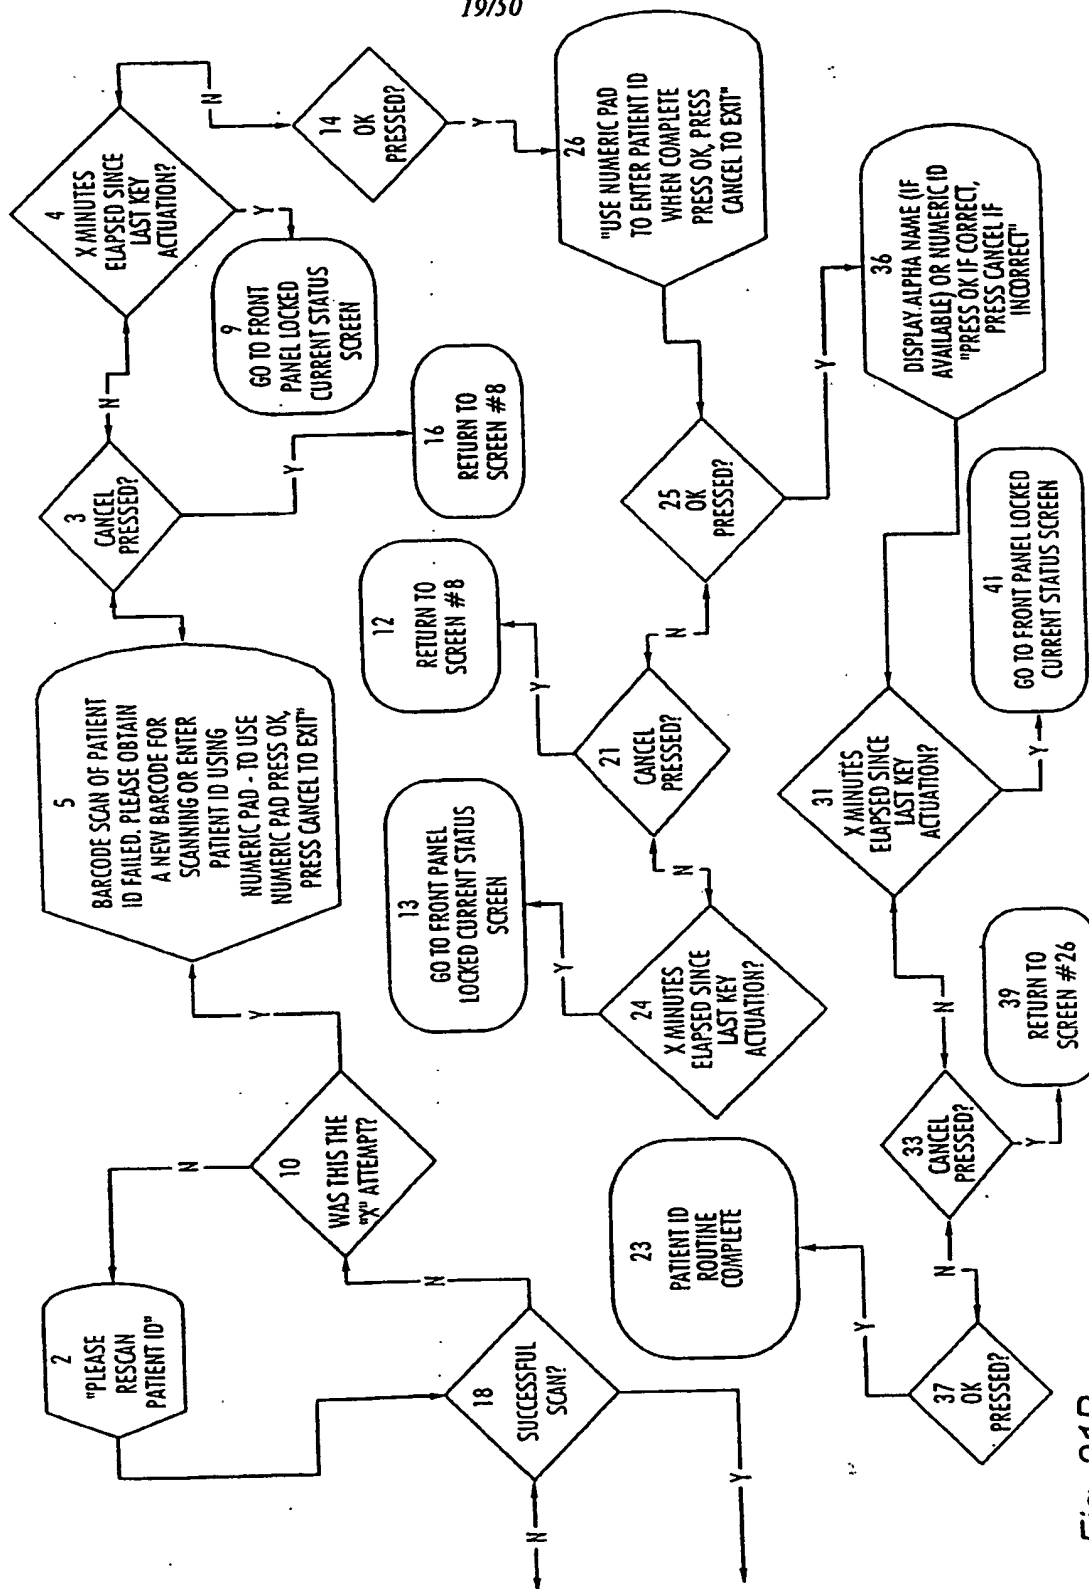 19/50
2
"PLEASE
RESCAN
PATIENT ID"
N
10
WAS THIS THE
"X" ATTEMPT?
Y
5
BARCODE SCAN OF PATIENT
ID FAILED. PLEASE OBTAIN
A NEW BARCODE FOR
SCANNING OR ENTER
PATIENT ID USING
NUMERIC PAD - TO USE
NUMERIC PAD PRESS OK,
PRESS CANCEL TO EXIT"
3
CANCEL
PRESSED?
N
Y
4
X MINUTES
ELAPSED SINCE
LAST KEY
ACTUATION?
N
Y
9
GO TO FRONT
PANEL LOCKED
CURRENT STATUS
SCREEN
16
RETURN TO
SCREEN #8
14
OK
PRESSED?
Y
18
SUCCESSFUL
SCAN?
N
N
Y
13
GO TO FRONT PANEL
LOCKED CURRENT STATUS
SCREEN
Y
12
RETURN TO
SCREEN #8
Y
24
X MINUTES
ELAPSED SINCE
LAST KEY
ACTUATION?
N
21
CANCEL
PRESSED?
N
25
OK
PRESSED?
Y
26
"USE NUMERIC PAD
TO ENTER PATIENT ID
WHEN COMPLETE
PRESS OK, PRESS
CANCEL TO EXIT"
23
PATIENT ID
ROUTINE
COMPLETE
Y
37
OK
PRESSED?
N
33
CANCEL
PRESSED?
Y
N
39
RETURN TO
SCREEN #26
31
X MINUTES
ELAPSED SINCE
LAST KEY
ACTUATION?
Y
41
GO TO FRONT PANEL LOCKED
CURRENT STATUS SCREEN
36
DISPLAY ALPHA NAME (IF
AVAILABLE) OR NUMERIC ID
"PRESS OK IF CORRECT,
PRESS CANCEL IF
INCORRECT"